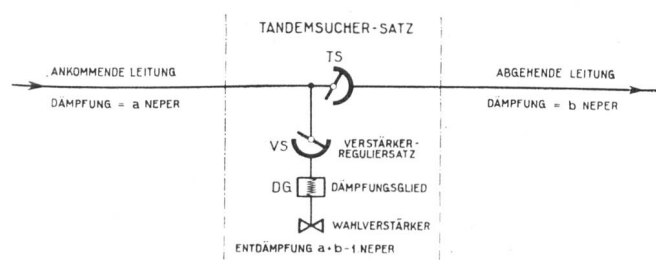 TANDEMSUCHER-SATZ
TS
ANKOMMENDE LEITUNG
ABGEHENDE LEITUNG
DÄMPFUNG = a NEPER
DÄMPFUNG = b NEPER
VS
VERSTÄRKER-
REGULIERSATZ
DG
DÄMPFUNGSGLIED
WAHLVERSTÄRKER
ENTDÄMPFUNG a+b-1 NEPER